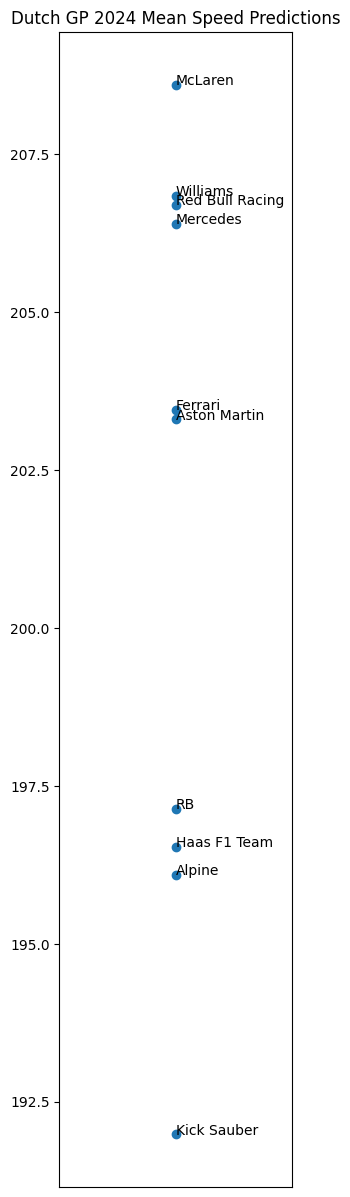 Dutch GP 2024 Mean Speed Predictions
McLaren
207.5
Williams
Red Bull Racing
Mercedes
205.0
Ferrari
Aston Martin
202.5
200.0
197.5
RB
Haas F1 Team
Alpine
195.0
192.5
Kick Sauber